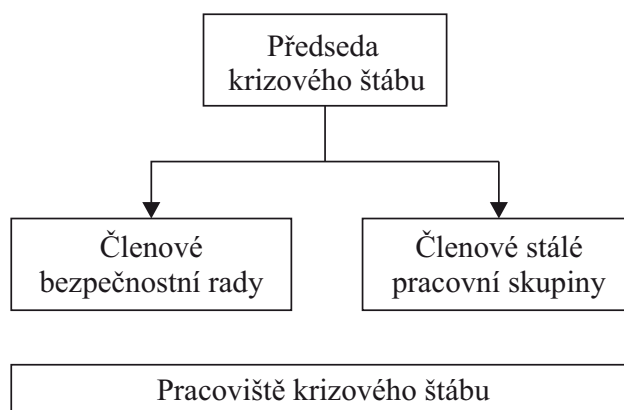 Předseda
krizového štábu
Členové
bezpečnostní rady
Členové stálé
pracovní skupiny
Pracoviště krizového štábu